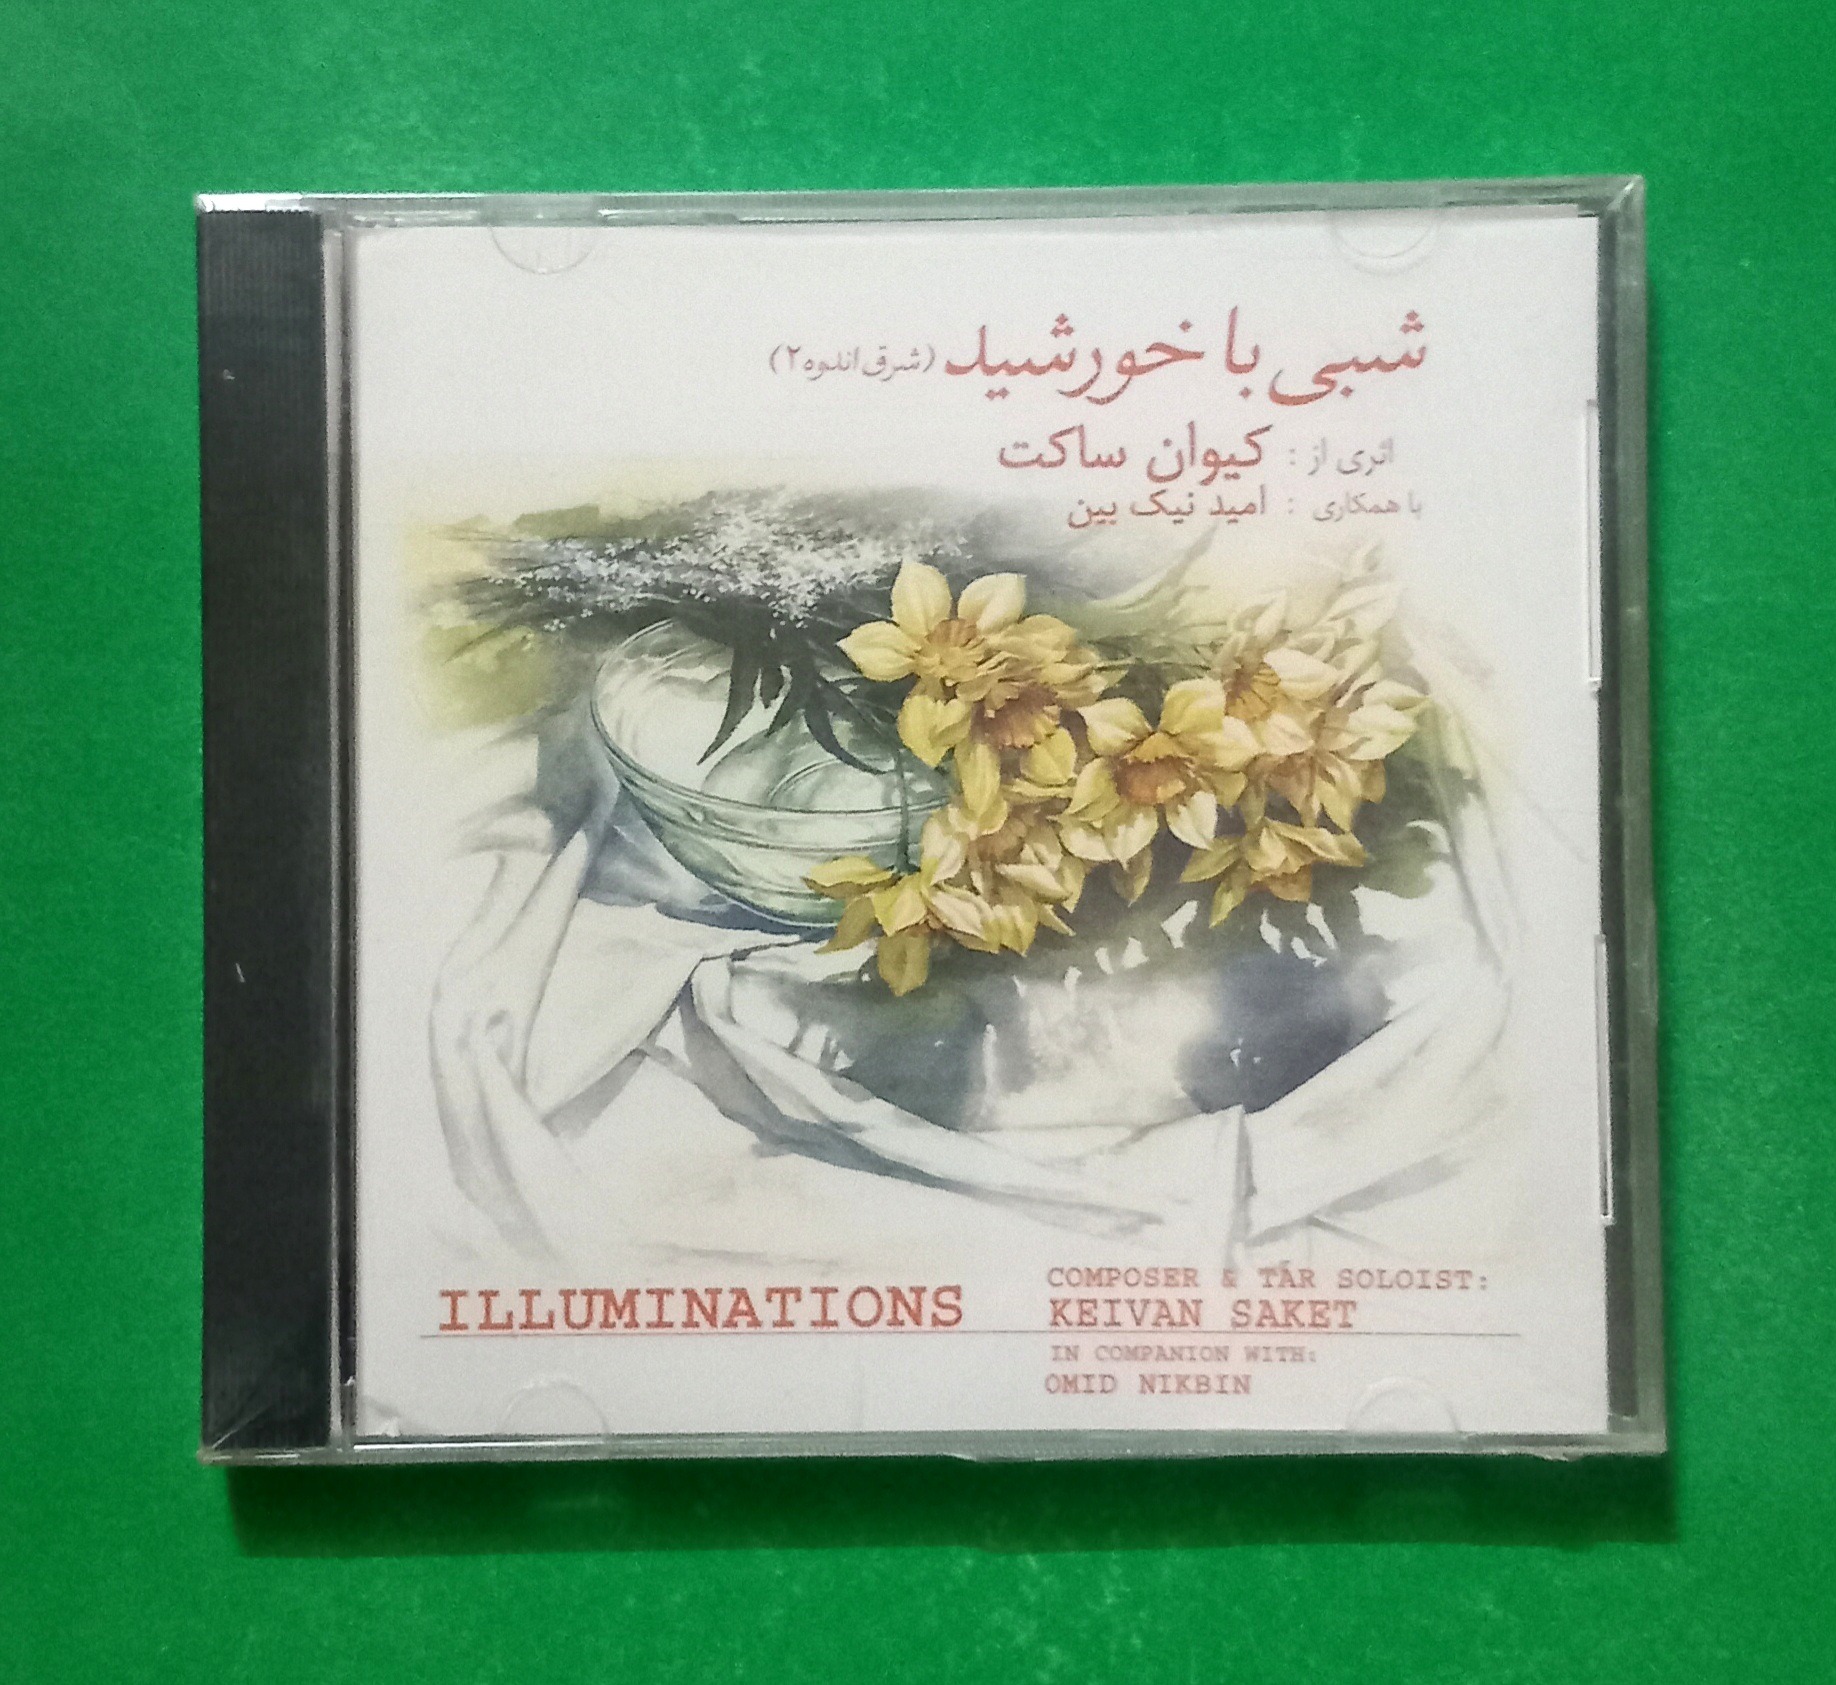 شبی با خورشید (شرق اندوه ۲)
اثری از : کیوان ساکت
با همکاری : امید نیک بین
ILLUMINATIONS
COMPOSER & TAR SOLOIST:
KEIVAN SAKET
IN COMPANION WITH:
OMID NIKBIN